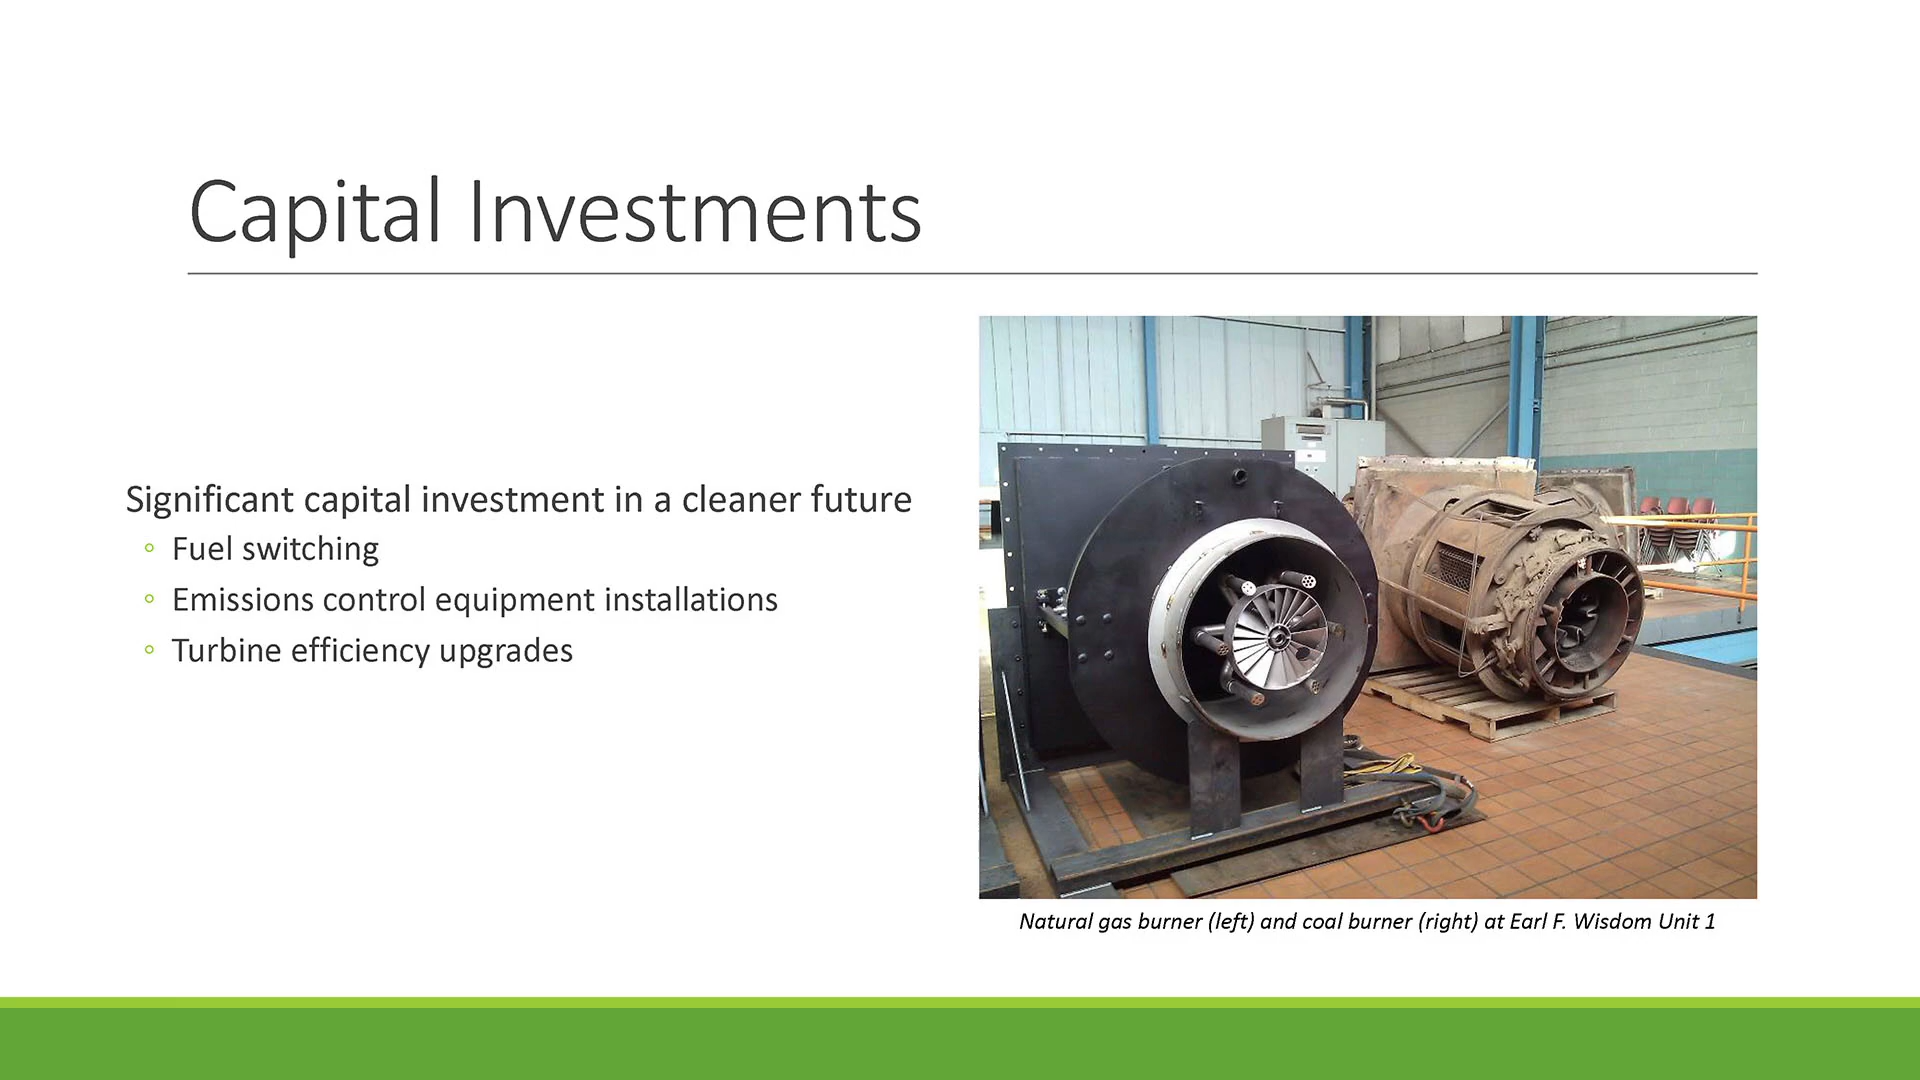 Capital Investments
Significant capital investment in a cleaner future
◦ Fuel switching
◦ Emissions control equipment installations
◦ Turbine efficiency upgrades
Natural gas burner (left) and coal burner (right) at Earl F. Wisdom Unit 1